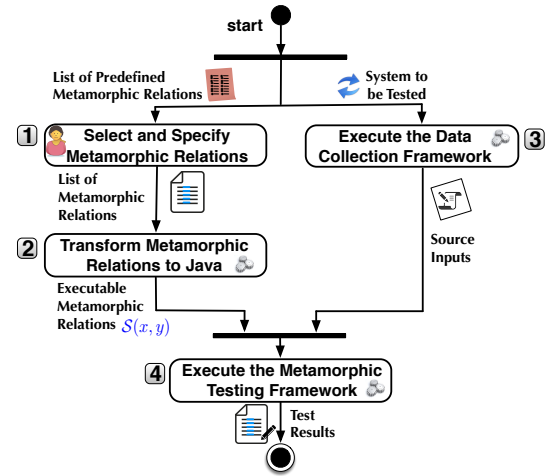 start
List of Predefined
Metamorphic Relations
System to
be Tested
1
Select and Specify
Metamorphic Relations
Execute the Data
Collection Framework
3
List of
Metamorphic
Relations
Source
Inputs
2
Transform Metamorphic
Relations to Java
Executable
Metamorphic
Relations S(x, y)
4
Execute the Metamorphic
Testing Framework
Test
Results